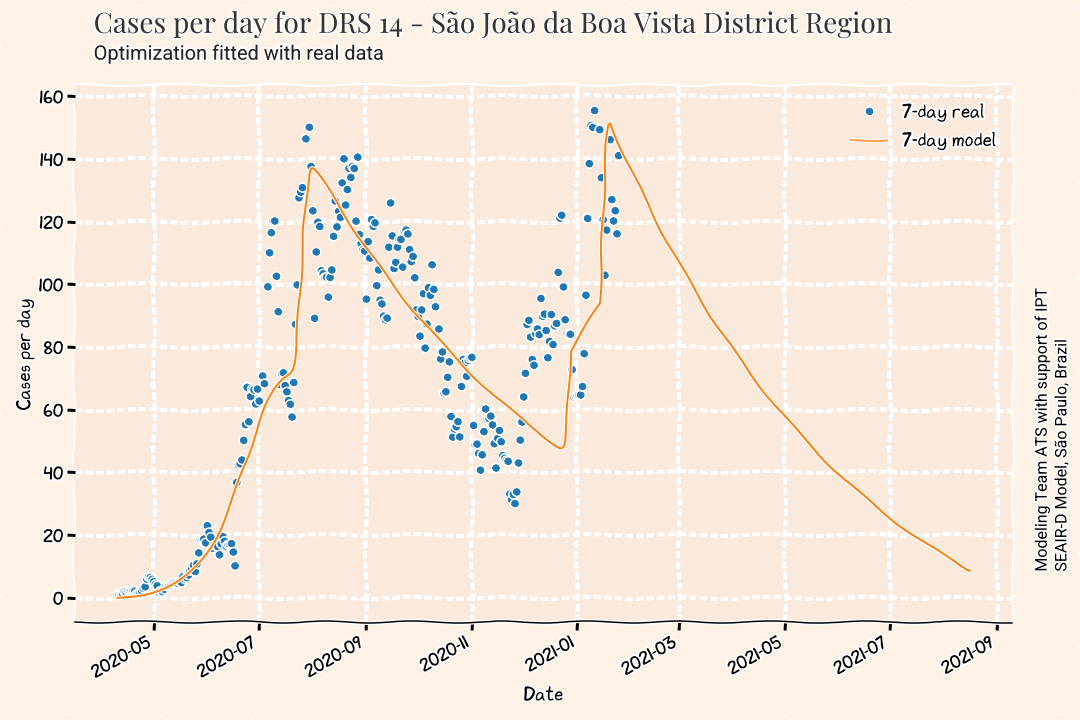 Cases per day for DRS 14 - São João da Boa Vista District Region
Optimization fitted with real data
7-day real
7-day model
160
140
120
100
80
60
40
20
0
Cases per day
2020-05
2020-07
2020-09
2020-11
2021-01
2021-03
2021-05
2021-07
2021-09
Date
Modeling Team ATS with support of IPT
SEAIR-D Model, São Paulo, Brazil